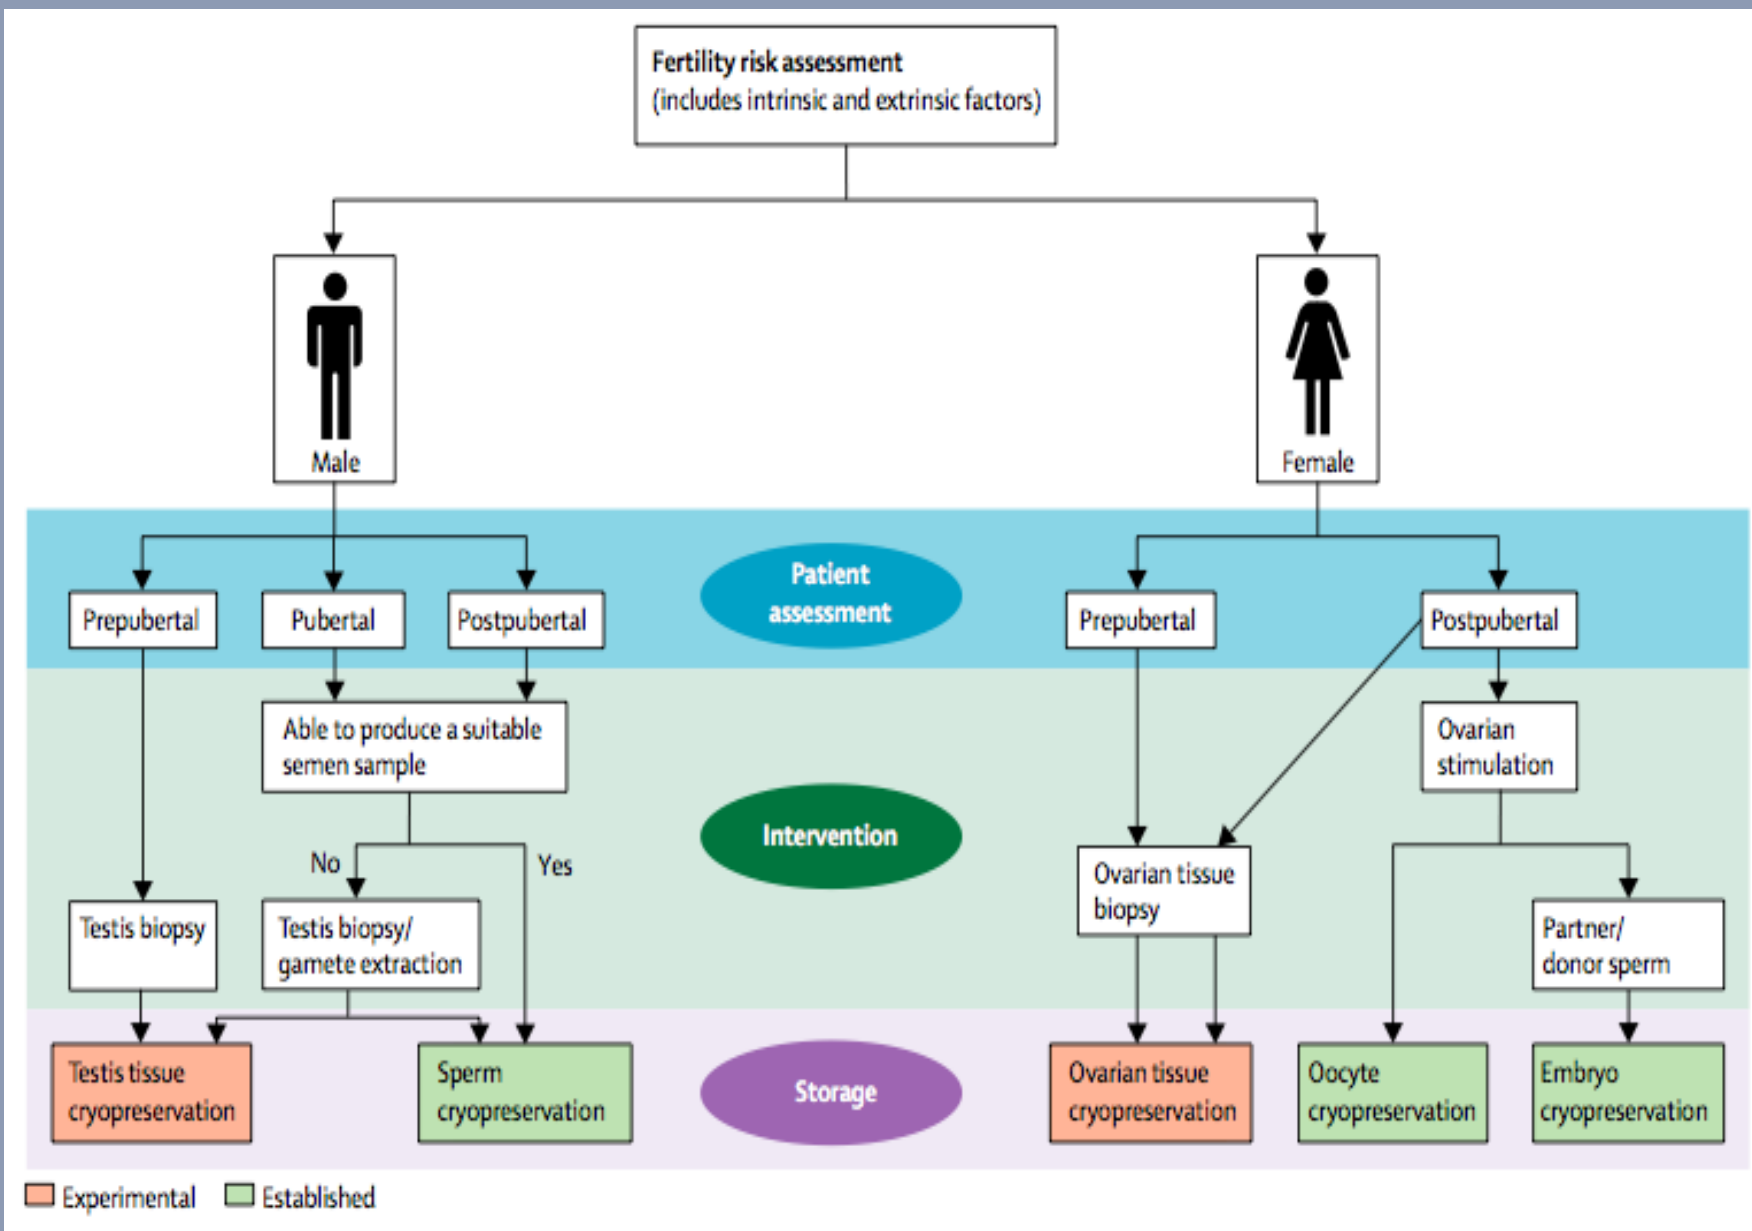 Fertility risk assessment
(includes intrinsic and extrinsic factors)
Male
Female
Patient
assessment
Prepubertal
Pubertal
Postpubertal
Prepubertal
Postpubertal
Able to produce a suitable
semen sample
Ovarian
stimulation
Intervention
No
Yes
Ovarian tissue
biopsy
Testis biopsy
Testis biopsy/
gamete extraction
Partner/
donor sperm
Testis tissue
cryopreservation
Sperm
cryopreservation
Storage
Ovarian tissue
cryopreservation
Oocyte
cryopreservation
Embryo
cryopreservation
Experimental
Established